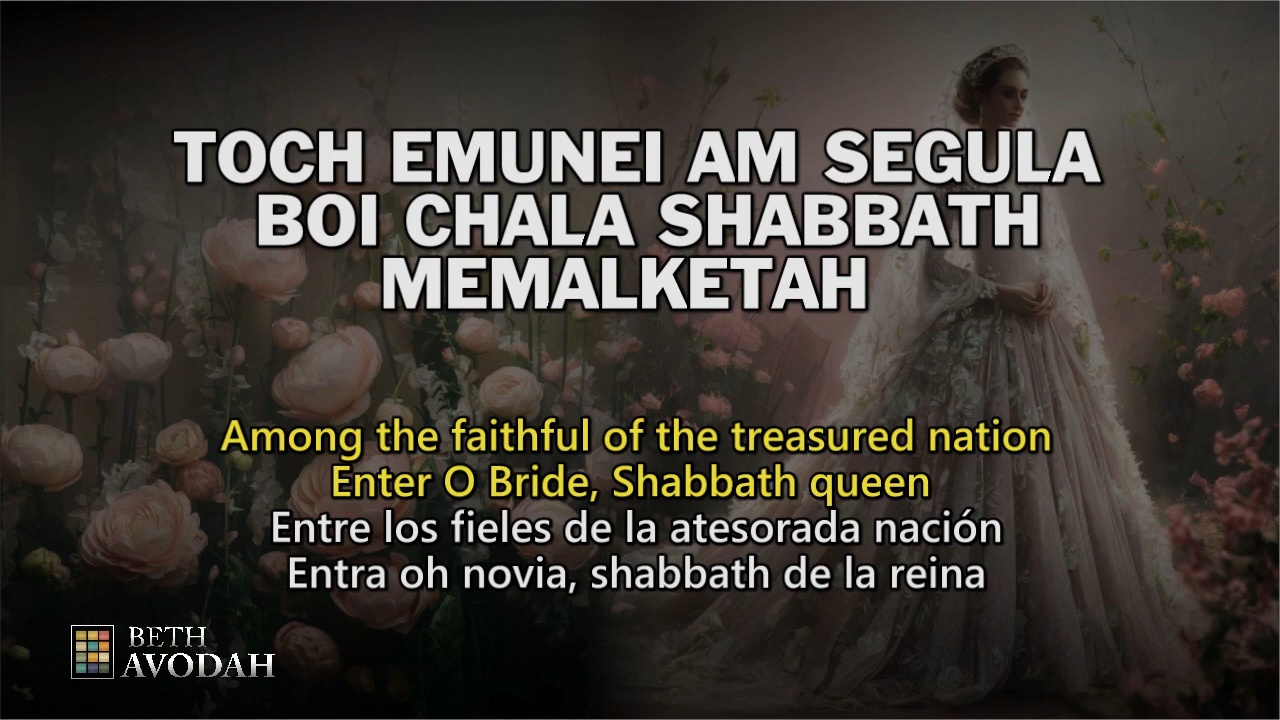 TOCH EMUNEI AM SEGULA
BOI CHALA SHABBATH
MEMALKETAH
Among the faithful of the treasured nation
Enter O Bride, Shabbath queen
Entre los fieles de la atesorada nación
Entra oh novia, shabbath de la reina
BETH
AVODAH